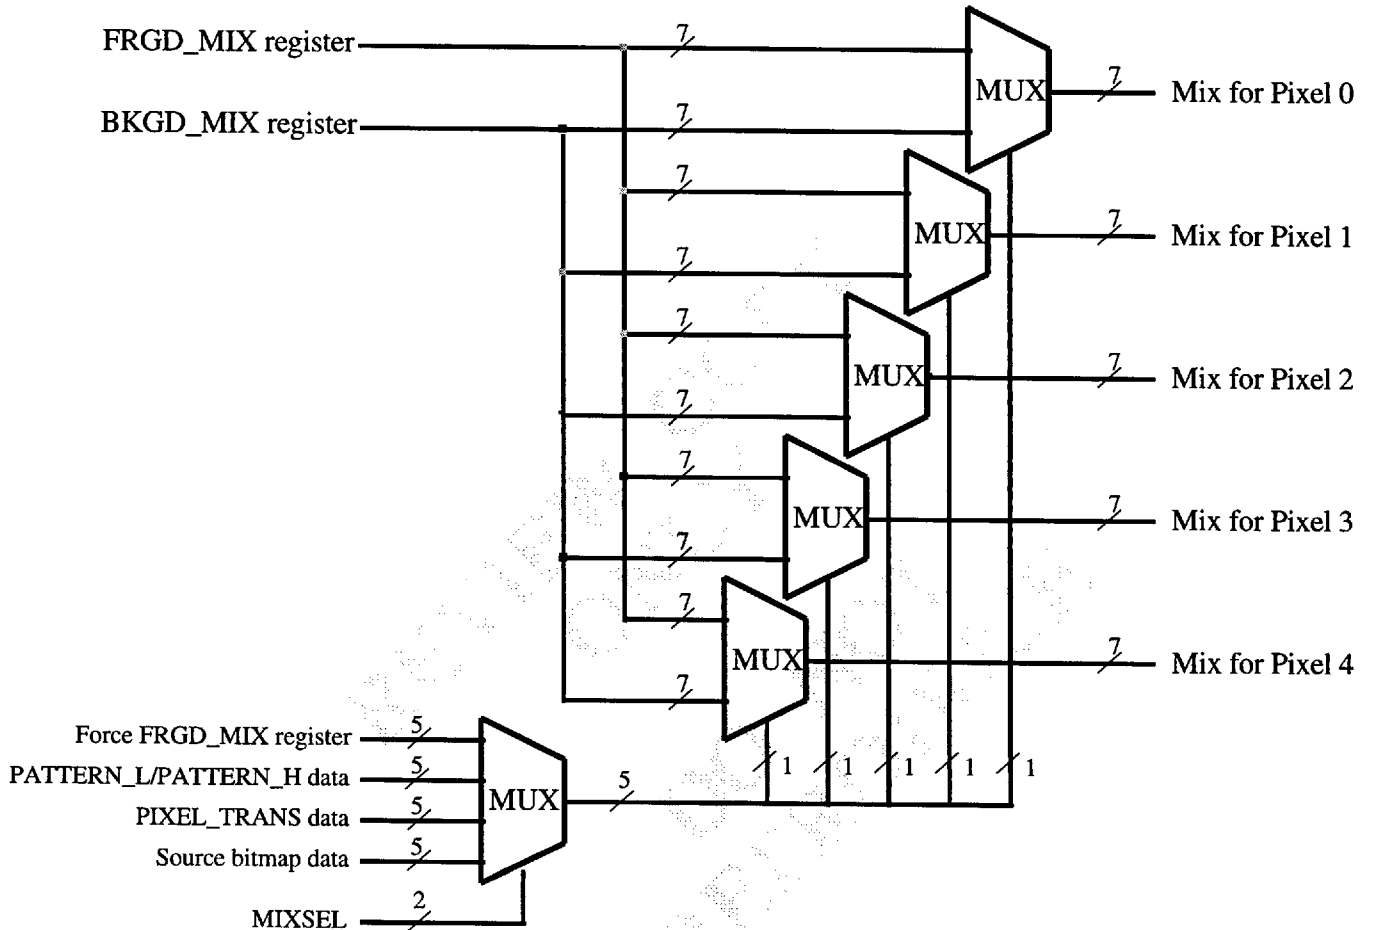 FRGD_MIX register
7
MUX
7
Mix for Pixel 0
BKGD_MIX register
7
7
MUX
7
Mix for Pixel 1
7
7
MUX
7
Mix for Pixel 2
7
7
MUX
7
Mix for Pixel 3
7
7
MUX
7
Mix for Pixel 4
7
Force FRGD_MIX register
5
PATTERN_L/PATTERN_H data
5
MUX
5
1
1
1
1
1
PIXEL_TRANS data
5
Source bitmap data
5
MIXSEL
2